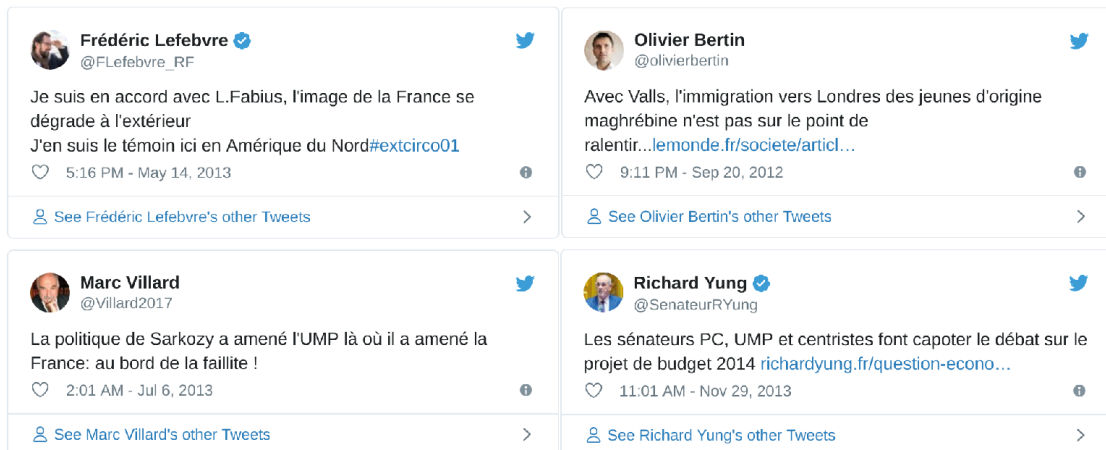 Frédéric Lefebvre
@FLefebvre_RF
Je suis en accord avec L.Fabius, l'image de la France se
dégrade à l'extérieur
J'en suis le témoin ici en Amérique du Nord#extcirco01
5:16 PM - May 14, 2013
See Frédéric Lefebvre's other Tweets
Olivier Bertin
@olivierbertin
Avec Valls, l'immigration vers Londres des jeunes d'origine
maghrébine n'est pas sur le point de
ralentir...lemonde.fr/societe/articl…
9:11 PM - Sep 20, 2012
See Olivier Bertin's other Tweets
Marc Villard
@Villard2017
La politique de Sarkozy a amené l'UMP là où il a amené la
France: au bord de la faillite !
2:01 AM - Jul 6, 2013
See Marc Villard's other Tweets
Richard Yung
@SenateurRYung
Les sénateurs PC, UMP et centristes font capoter le débat sur le
projet de budget 2014 richardyung.fr/question-econo…
11:01 AM - Nov 29, 2013
See Richard Yung's other Tweets